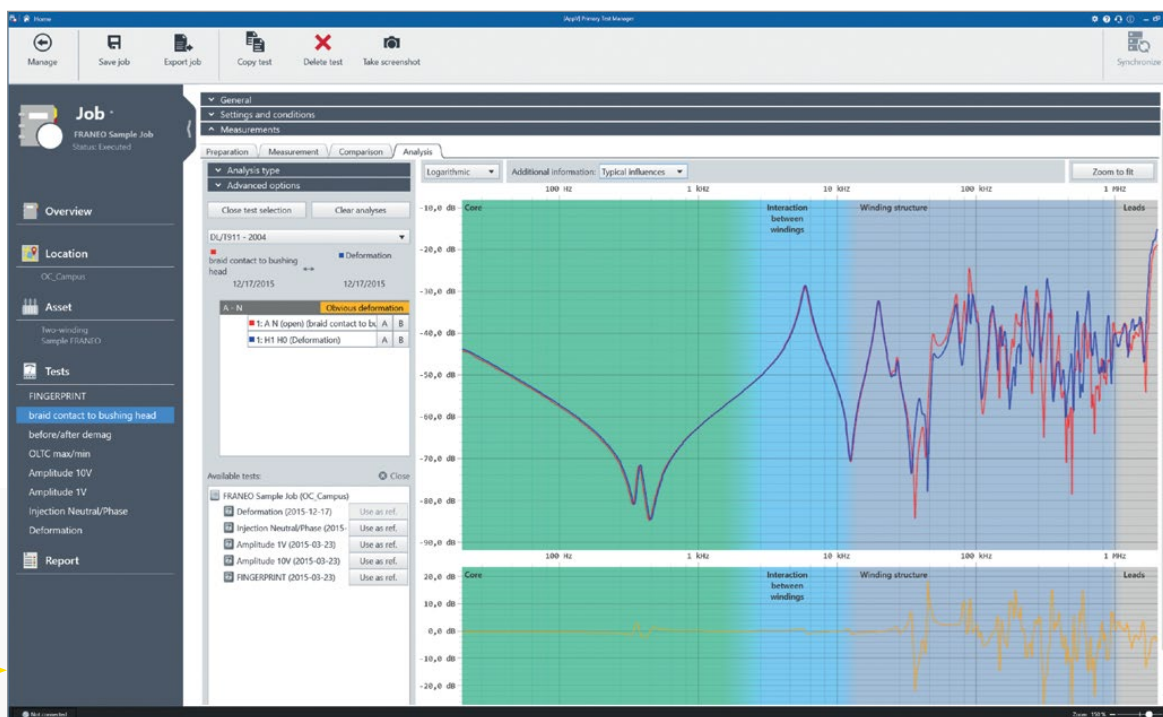 Home
[AppV] Primary Test Manager
Manage
Save job
Export job
Copy test
Delete test
Take screenshot
Synchronize
Job
FRANEO Sample Job
Status: Executed
Overview
Location
OC_Campus
Asset
Two-winding
Sample FRANEO
Tests
FINGERPRINT
braid contact to bushing head
before/after demag
OLTC max/min
Amplitude 10V
Amplitude 1V
Injection Neutral/Phase
Deformation
Report
General
Settings and conditions
Measurements
Preparation
Measurement
Comparison
Analysis
Analysis type
Advanced options
Close test selection
Clear analyses
DL/T911 - 2004
braid contact to bushing
head
Deformation
12/17/2015
12/17/2015
A - N
Obvious deformation
1: A N (open) (braid contact to bu
A B
1: H1 H0 (Deformation)
A B
Available tests:
Close
FRANEO Sample Job (OC_Campus)
Deformation (2015-12-17)
Use as ref.
Injection Neutral/Phase (2015-
Use as ref.
Amplitude 1V (2015-03-23)
Use as ref.
Amplitude 10V (2015-03-23)
Use as ref.
FINGERPRINT (2015-03-23)
Use as ref.
Logarithmic
Additional information:
Typical influences
Zoom to fit
100 Hz
1 kHz
10 kHz
100 kHz
1 MHz
-10,0 dB
-20,0 dB
-30,0 dB
-40,0 dB
-50,0 dB
-60,0 dB
-70,0 dB
-80,0 dB
-90,0 dB
Core
Interaction
between
windings
Winding structure
Leads
100 Hz
1 kHz
10 kHz
100 kHz
1 MHz
20,0 dB
10,0 dB
0,0 dB
-10,0 dB
-20,0 dB
Core
Interaction
between
windings
Winding structure
Leads
Not connected
Zoom: 150 %